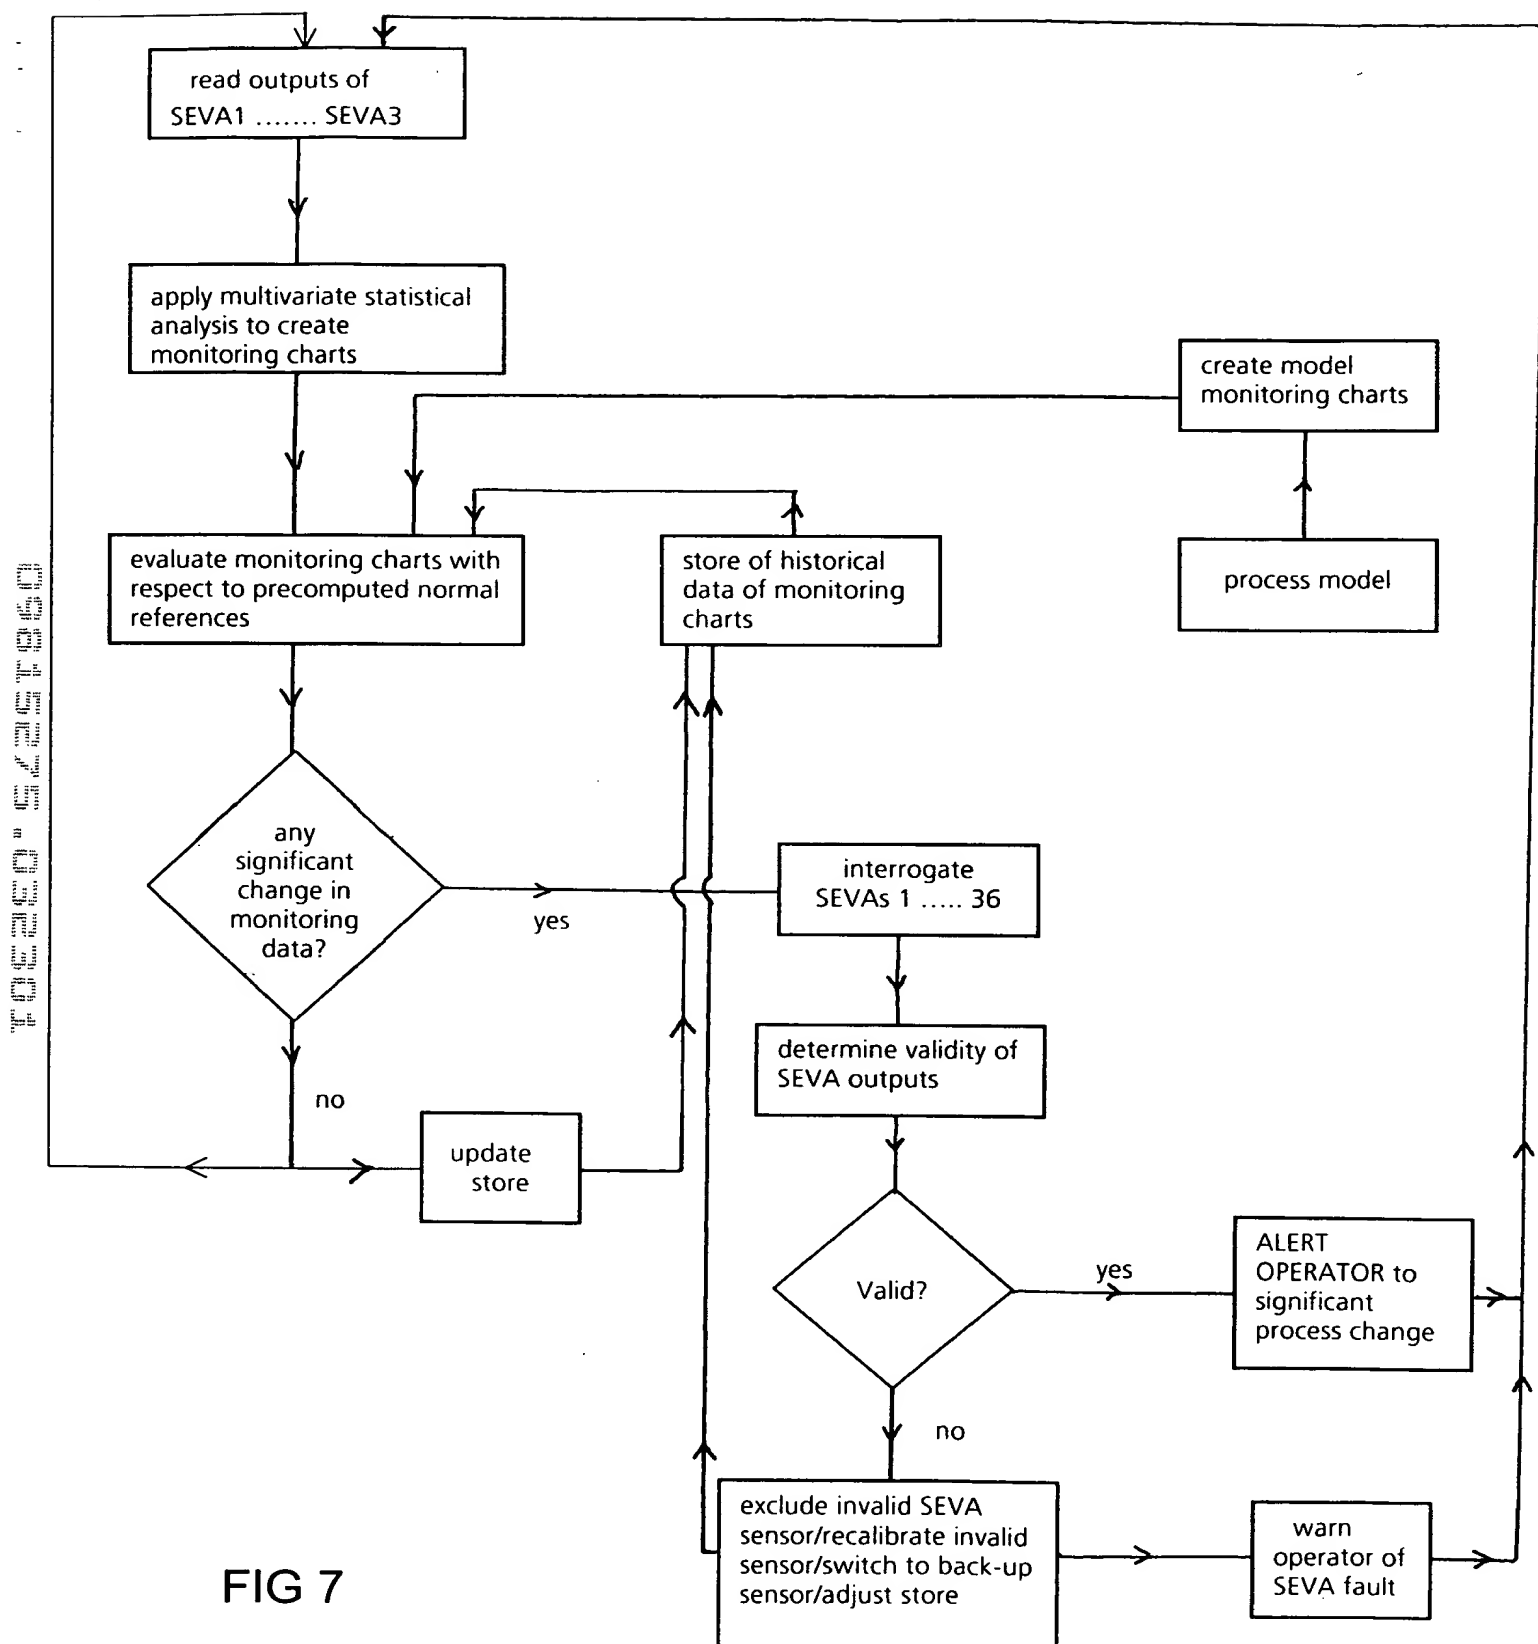 read outputs of
SEVA1 ....... SEVA3
apply multivariate statistical
analysis to create
monitoring charts
create model
monitoring charts
evaluate monitoring charts with
respect to precomputed normal
references
store of historical
data of monitoring
charts
process model
any
significant
change in
monitoring
data?
yes
interrogate
SEVAs 1 ..... 36
determine validity of
SEVA outputs
no
update
store
Valid?
yes
ALERT
OPERATOR to
significant
process change
no
exclude invalid SEVA
sensor/recalibrate invalid
sensor/switch to back-up
sensor/adjust store
warn
operator of
SEVA fault
FIG 7
09815275.032301